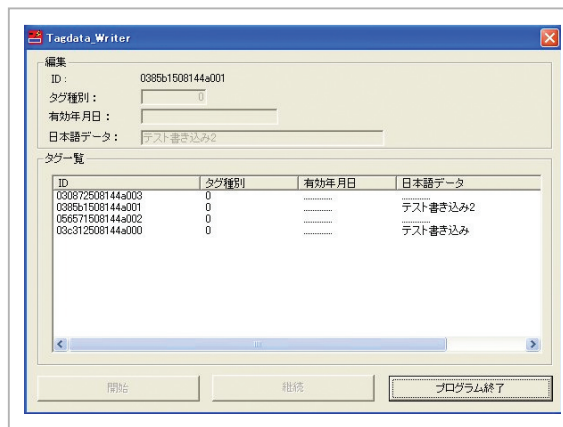 Tagdata_Writer
編集
ID : 0385b1508144a001
タグ種別 : 0
有効年月日 :
日本語データ : テスト書き込み2
タグ一覧
ID タグ種別 有効年月日 日本語データ
030872508144a003 0 ............ ............
0385b1508144a001 0 ............ テスト書き込み2
056571508144a002 0 ............ ............
03c312508144a000 0 ............ テスト書き込み
開始 継続 プログラム終了